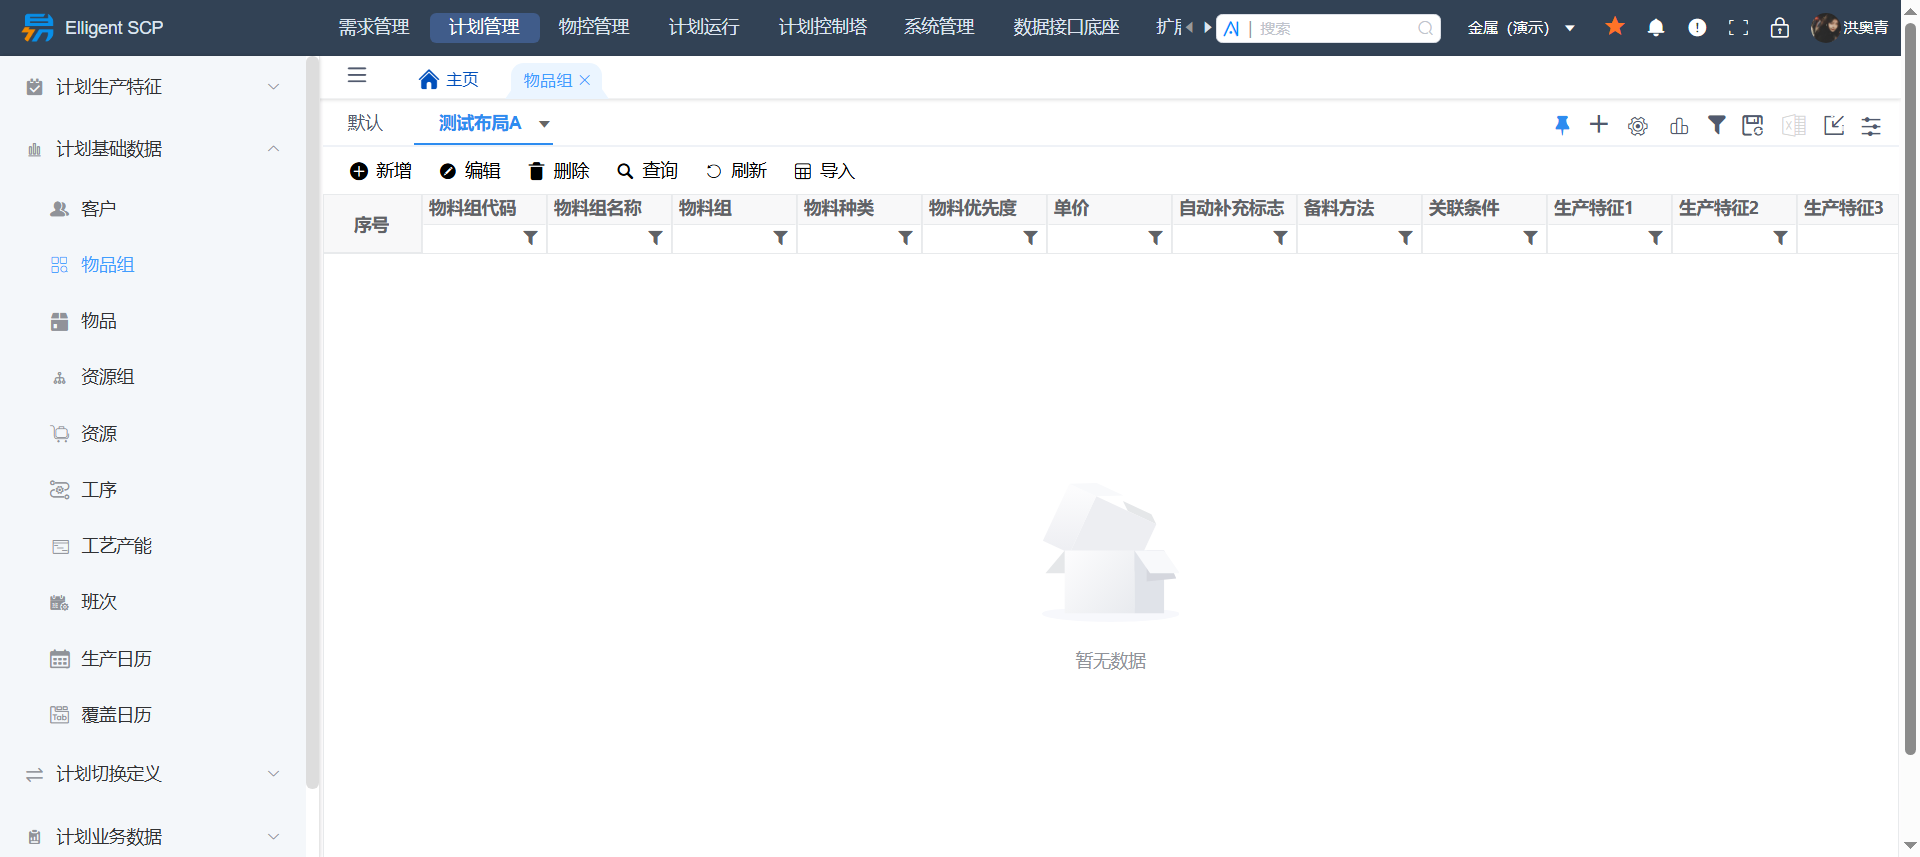 Elligent SCP
需求管理 计划管理 物控管理 计划运行 计划控制塔 系统管理 数据接口底座
AI | 搜索
金属 (演示)
洪奥青
计划生产特征
计划基础数据
客户
物品组
物品
资源组
资源
工序
工艺产能
班次
生产日历
覆盖日历
计划切换定义
计划业务数据
主页 物品组
默认 测试布局A
新增 编辑 删除 查询 刷新 导入
序号 物料组代码 物料组名称 物料组 物料种类 物料优先度 单价 自动补充标志 备料方法 关联条件 生产特征1 生产特征2 生产特征3
暂无数据